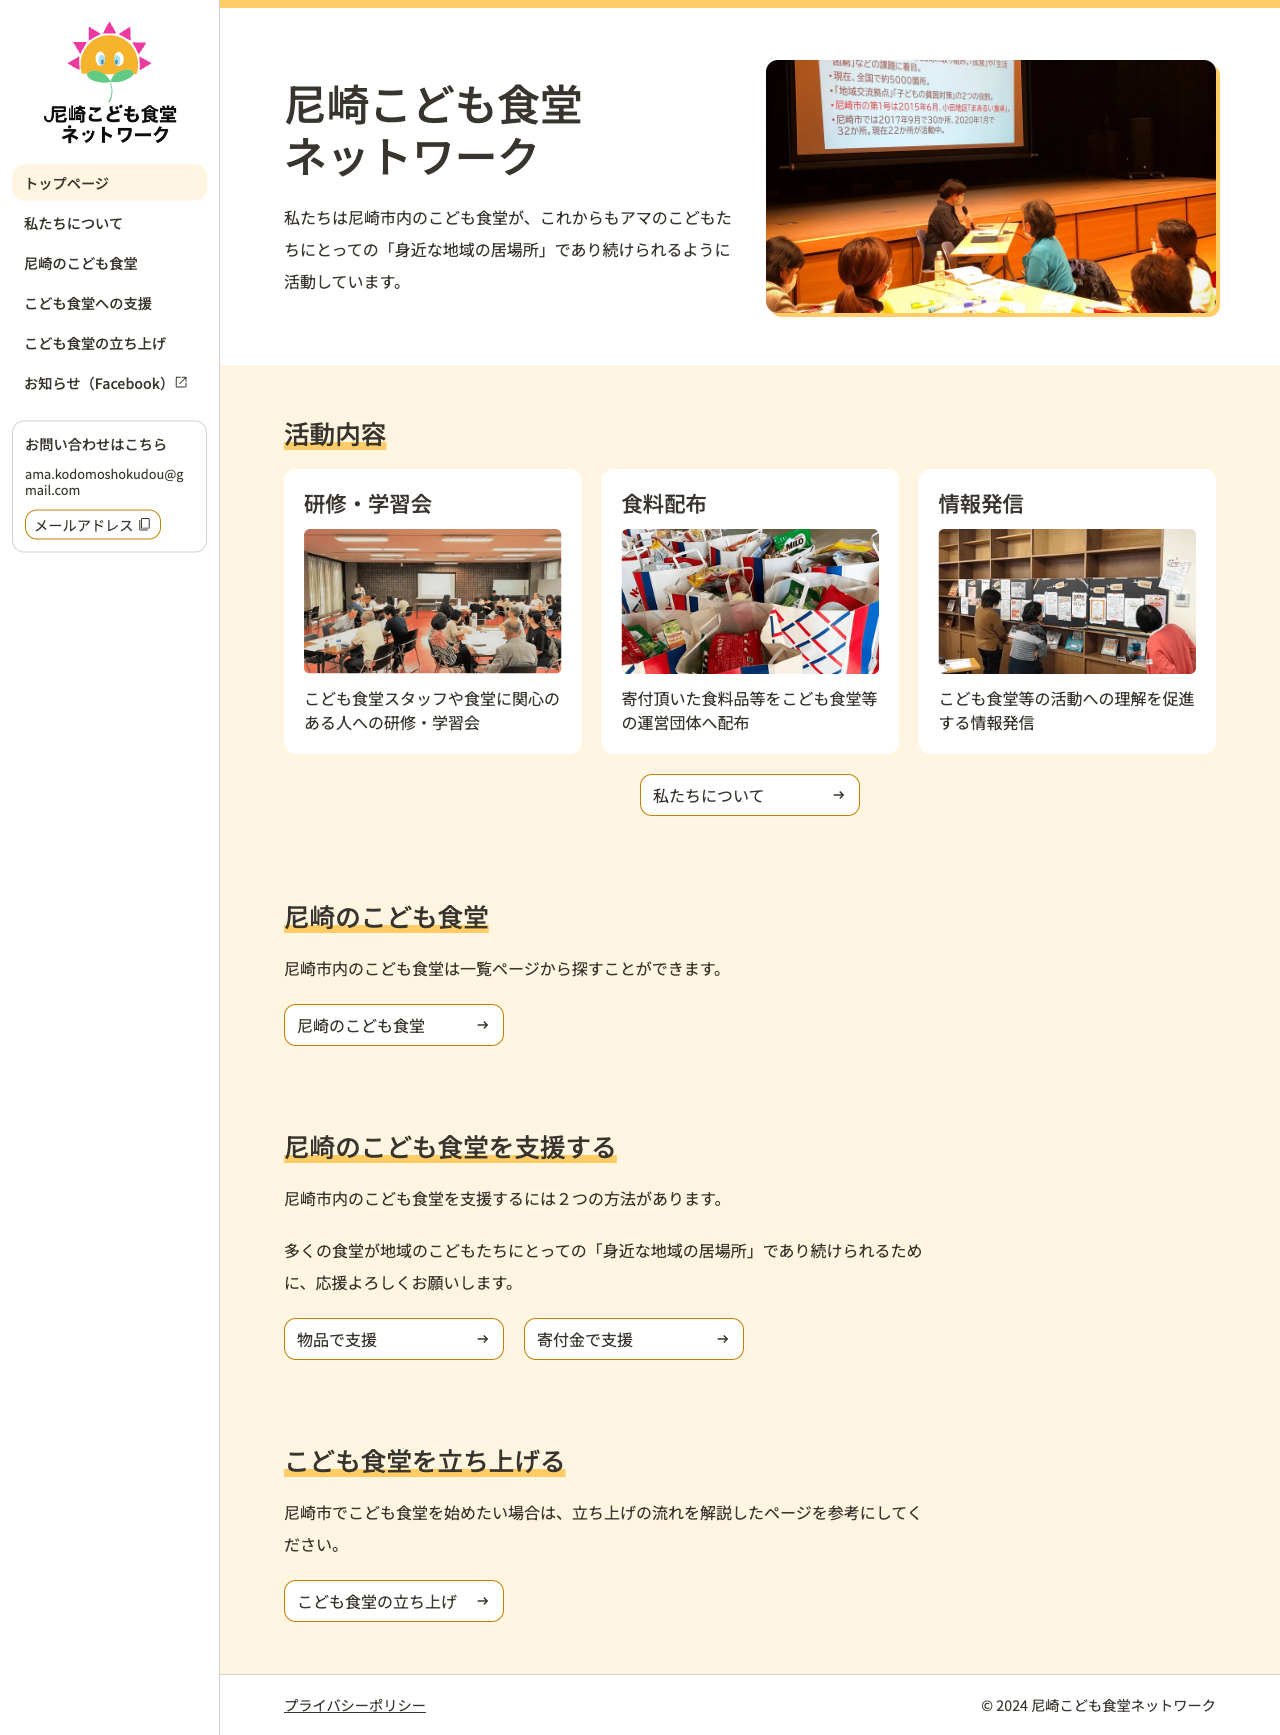 尼崎こども食堂
ネットワーク
トップページ
私たちについて
尼崎のこども食堂
こども食堂への支援
こども食堂の立ち上げ
お知らせ（Facebook）
お問い合わせはこちら
ama.kodomoshokudou@g
mail.com
メールアドレス
尼崎こども食堂
ネットワーク
私たちは尼崎市内のこども食堂が、これからもアマのこどもた
ちにとっての「身近な地域の居場所」であり続けられるように
活動しています。
困窮」などの課題に着目。
・現在、全国で約5000箇所。
・「地域交流拠点」「子どもの貧困対策」の2つの役割。
・尼崎市の第1号は2015年6月、小田地区「まあるい食卓」。
・尼崎市では2017年9月で30か所、2020年1月で
32か所。現在22か所が活動中。
活動内容
研修・学習会
こども食堂スタッフや食堂に関心の
ある人への研修・学習会
食料配布
MILO
寄付頂いた食料品等をこども食堂等
の運営団体へ配布
情報発信
こども食堂等の活動への理解を促進
する情報発信
私たちについて
尼崎のこども食堂
尼崎市内のこども食堂は一覧ページから探すことができます。
尼崎のこども食堂
尼崎のこども食堂を支援する
尼崎市内のこども食堂を支援するには２つの方法があります。
多くの食堂が地域のこどもたちにとっての「身近な地域の居場所」であり続けられるため
に、応援よろしくお願いします。
物品で支援
寄付金で支援
こども食堂を立ち上げる
尼崎市でこども食堂を始めたい場合は、立ち上げの流れを解説したページを参考にしてく
ださい。
こども食堂の立ち上げ
プライバシーポリシー
© 2024 尼崎こども食堂ネットワーク